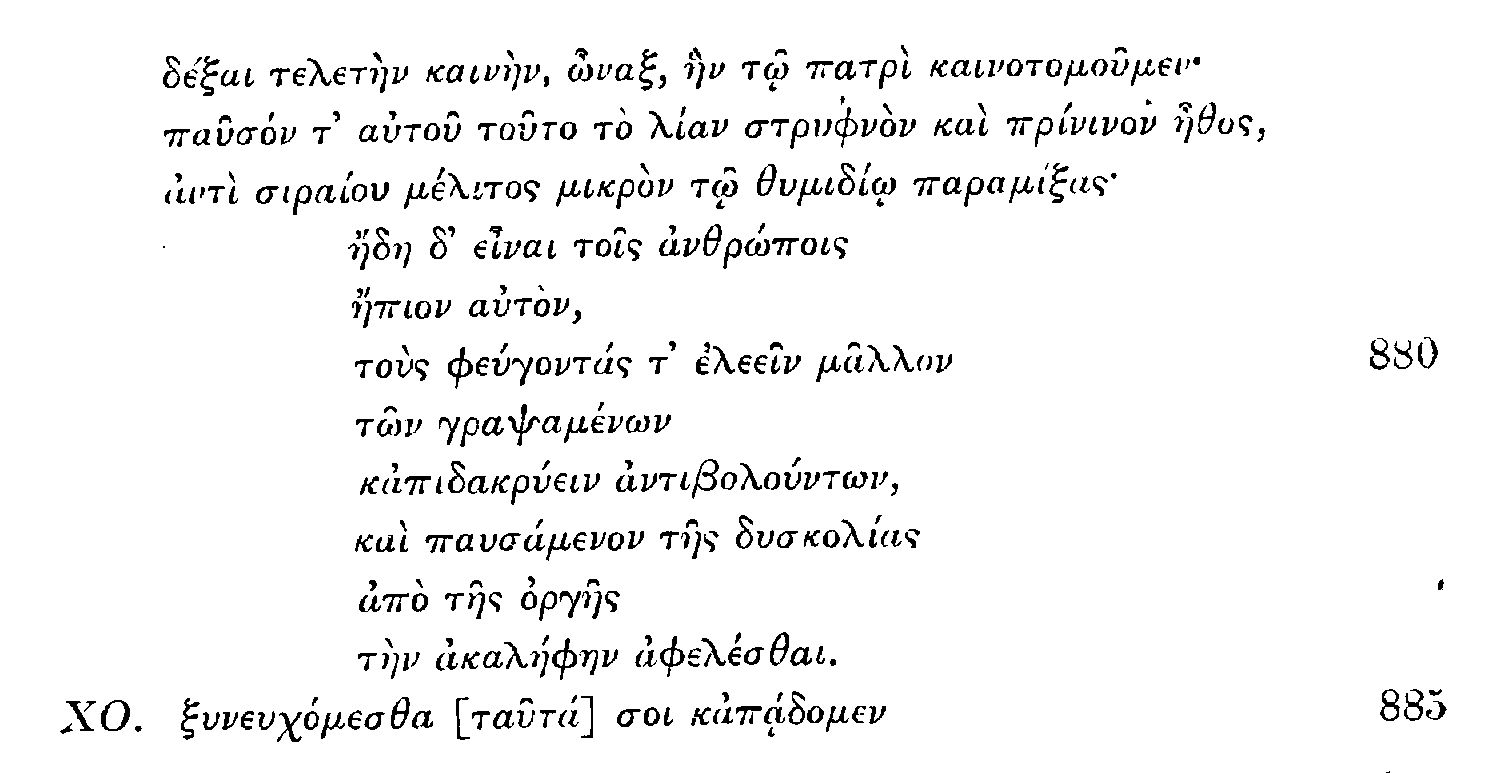 δέξαι τελετὴν καινὴν, ὦναξ, ἣν τῷ πατρὶ καινοτομοῦμεν·
παῦσόν τ’ αὐτοῦ τοῦτο τὸ λίαν στρυφνὸν καὶ πρίνινον ἦθος,
ἀντὶ σιραίου μέλιτος μικρὸν τῷ θυμιδίῳ παραμίξας·
ἤδη δ’ εἶναι τοῖς ἀνθρώποις
ἤπιον αὐτὸν,
τοὺς φεύγοντάς τ’ ἐλεεῖν μᾶλλον 880
τῶν γραψαμένων
κἀπιδακρύειν ἀντιβολούντων,
καὶ παυσάμενον τῆς δυσκολίας
ἀπὸ τῆς ὀργῆς
τὴν ἀκαλήφην ἀφελέσθαι.
ΧΟ. ξυνευχόμεσθα [ταὐτά] σοι κἀπᾴδομεν 885